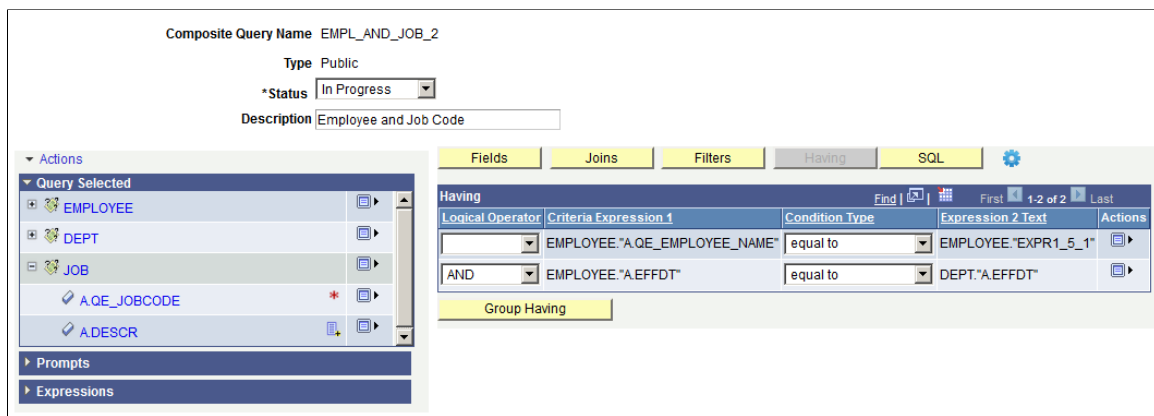 Composite Query Name EMPL_AND_JOB_2
Type Public
*Status In Progress
Description Employee and Job Code
Actions
Query Selected
EMPLOYEE
DEPT
JOB
A.QE_JOBCODE *
A.DESCR
Prompts
Expressions
Fields Joins Filters Having SQL
Having Find | | First 1-2 of 2 Last
Logical Operator Criteria Expression 1 Condition Type Expression 2 Text Actions
EMPLOYEE."A.QE_EMPLOYEE_NAME" equal to EMPLOYEE."EXPR1_5_1"
AND EMPLOYEE."A.EFFDT" equal to DEPT."A.EFFDT"
Group Having